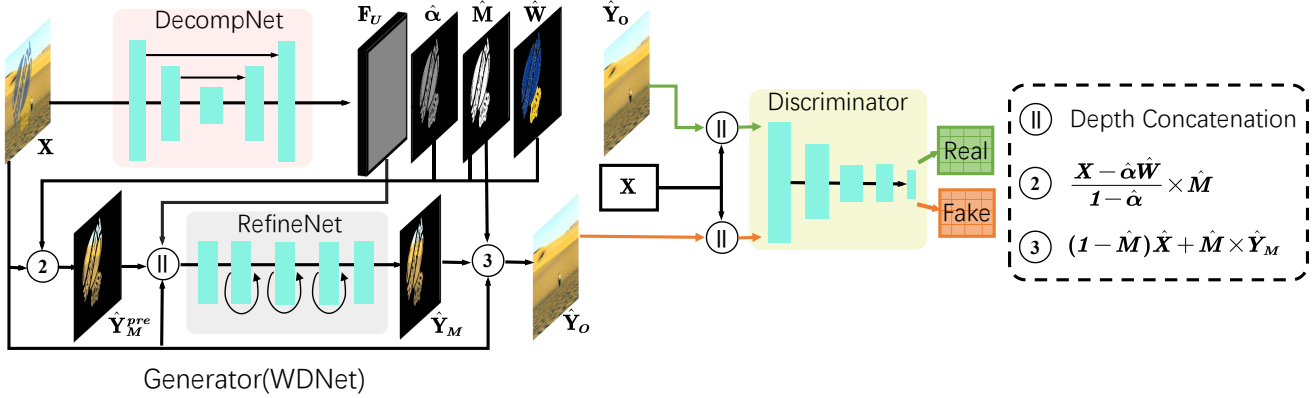 DecompNet
X
F_U
α̂
M̂
Ŵ
Ŷ_O
Discriminator
||
||
X
Real
Fake
|| Depth Concatenation
2 (X − α̂Ŵ)/(1 − α̂) × M̂
3 (1 − M̂)X̂ + M̂ × Ŷ_M
RefineNet
2
||
3
Ŷ_M^pre
Ŷ_M
Ŷ_O
Generator(WDNet)